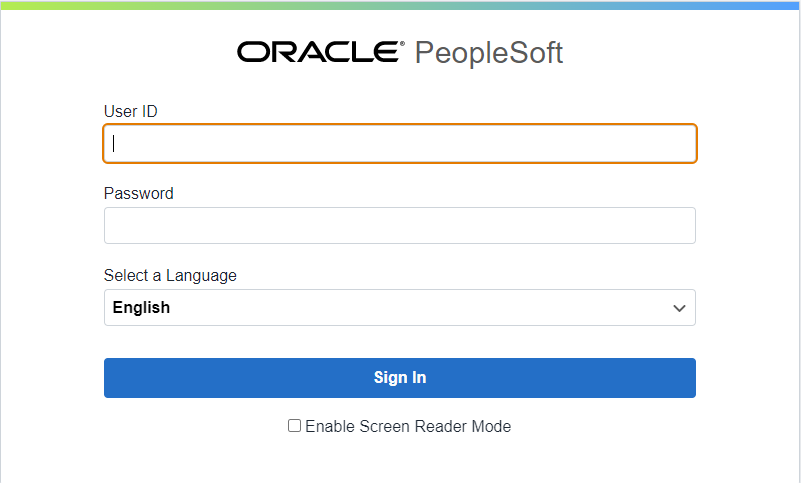 ORACLE® PeopleSoft
User ID
Password
Select a Language
English
Sign In
Enable Screen Reader Mode